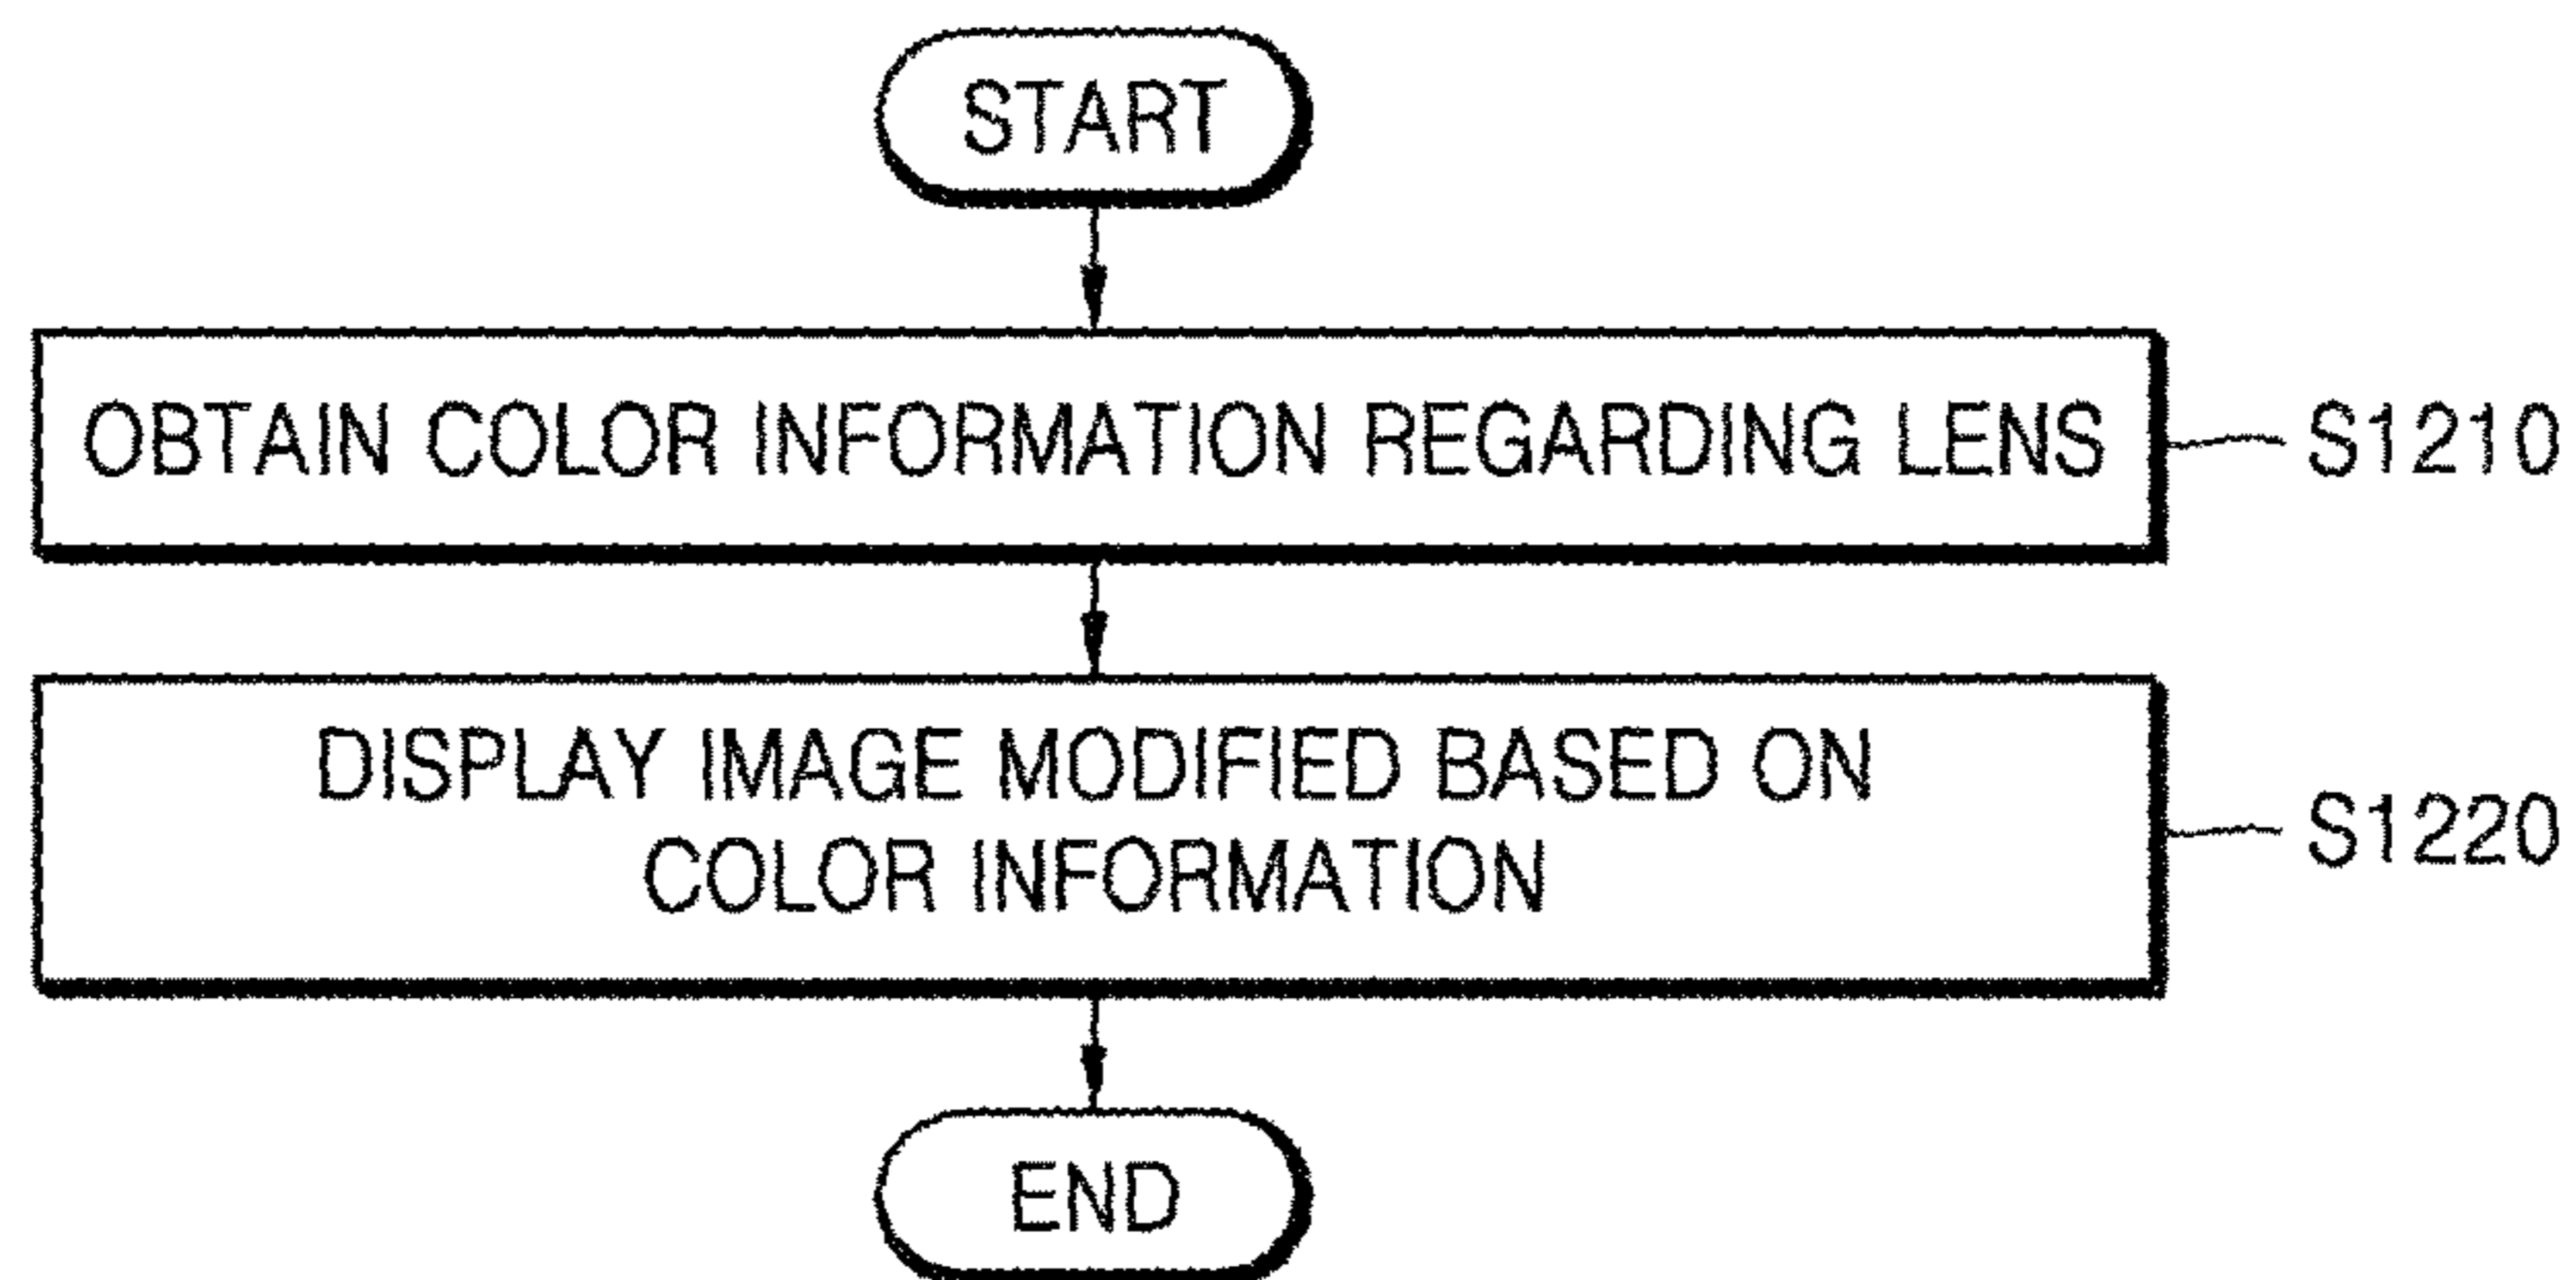 START
OBTAIN COLOR INFORMATION REGARDING LENS
S1210
DISPLAY IMAGE MODIFIED BASED ON
COLOR INFORMATION
S1220
END